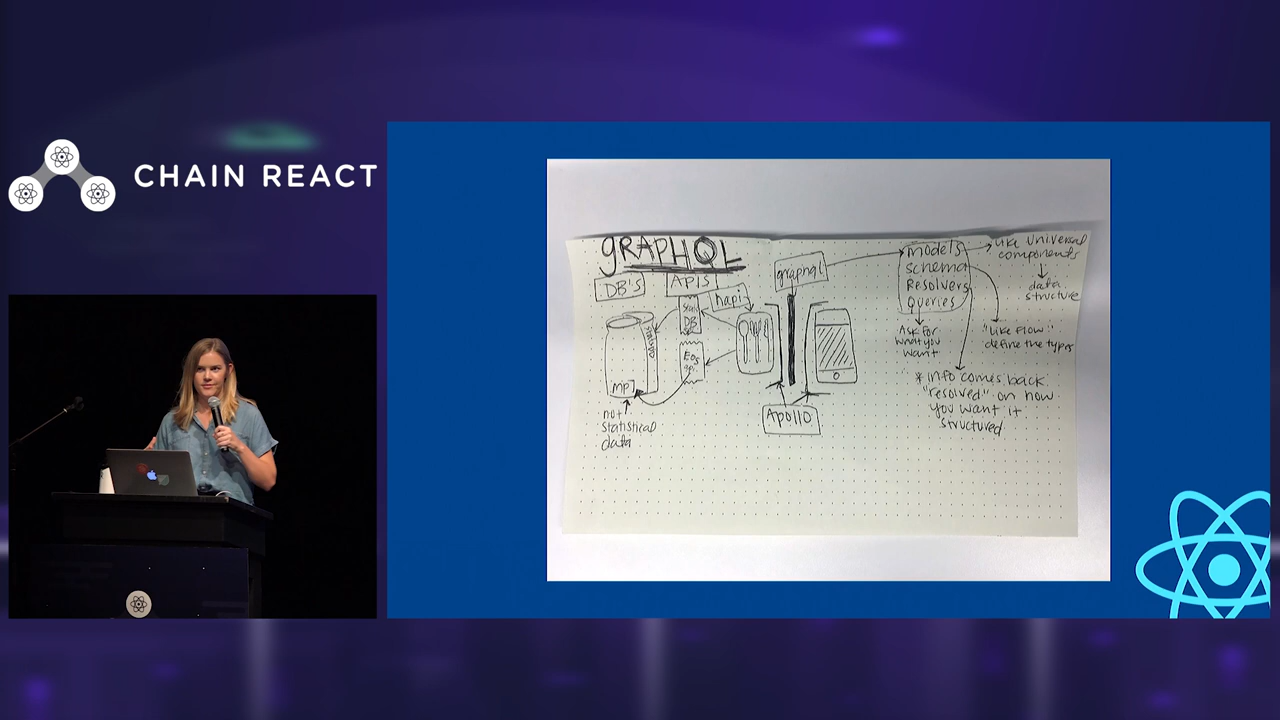 CHAIN REACT
GRAPHQL
DB'S
APIS
hapi
DB
EOS
MP
not
statistical
data
graphql
Apollo
models
schema
Resolvers
Queries
like universal
components
data
structure
Ask for
what you
want
"like Flow:"
define the types
* info comes back
"resolved" on how
you want it
structured